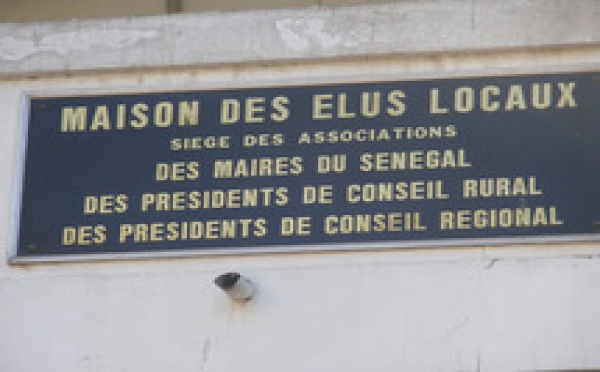 MAISON DES ELUS LOCAUX
SIEGE DES ASSOCIATIONS
DES MAIRES DU SENEGAL
DES PRESIDENTS DE CONSEIL RURAL
DES PRESIDENTS DE CONSEIL REGIONAL